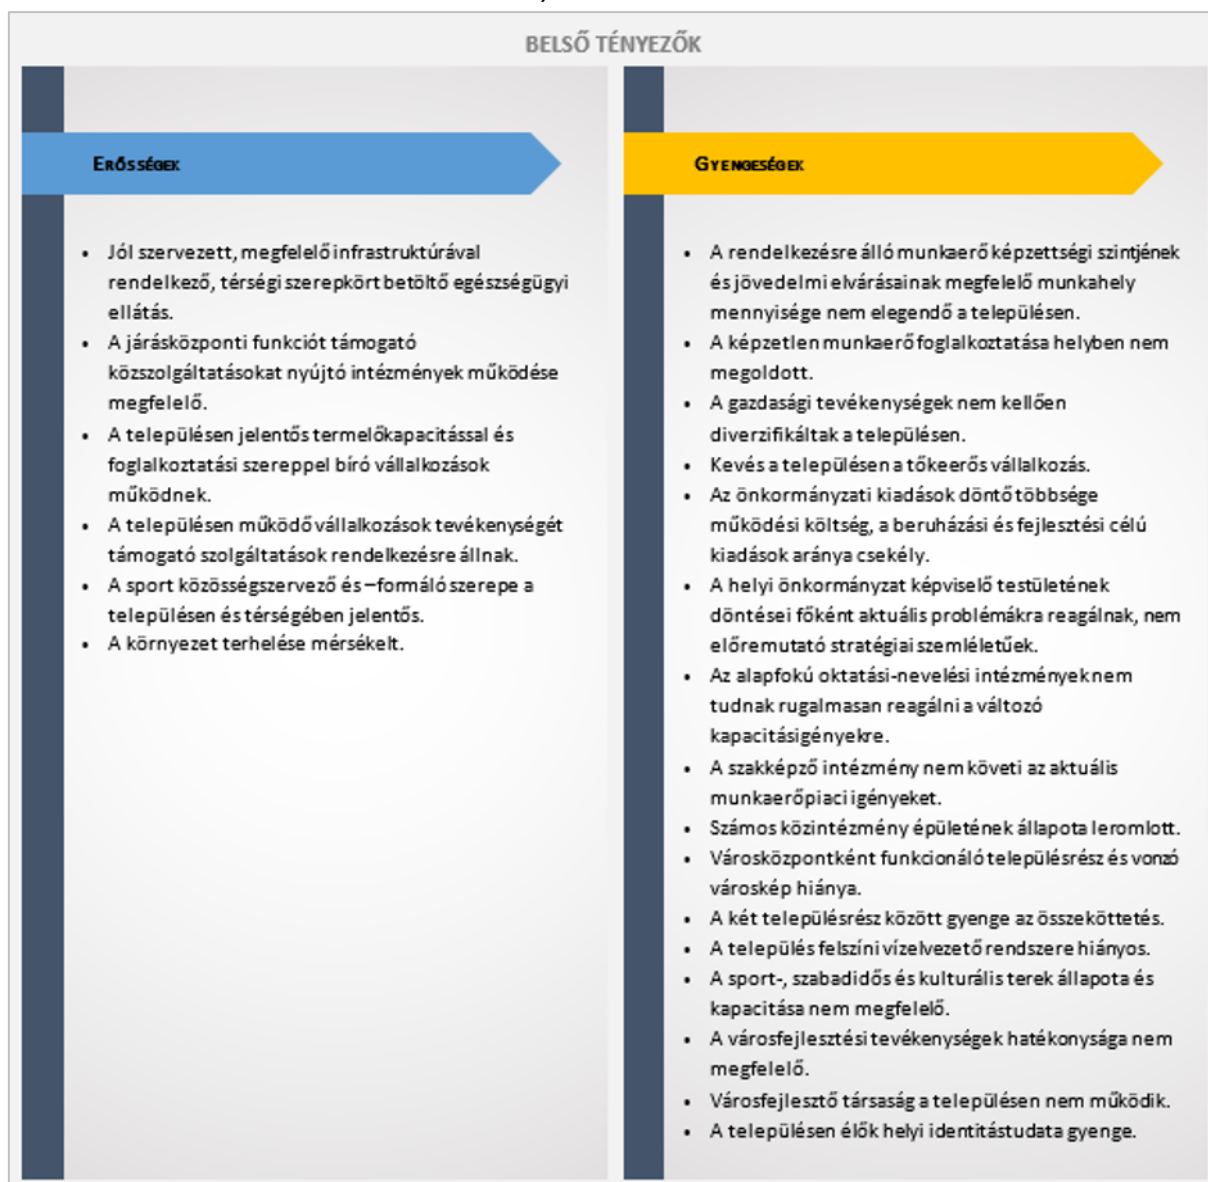 BELSŐ TÉNYEZŐK
ERŐSSÉGEK
• Jól szervezett, megfelelő infrastruktúrával
rendelkező, térségi szerepkört betöltő egészségügyi
ellátás.
• A járásközponti funkciót támogató
közszolgáltatásokat nyújtó intézmények működése
megfelelő.
• A településen jelentős termelőkapacitással és
foglalkoztatási szereppel bíró vállalkozások
működnek.
• A településen működő vállalkozások tevékenységét
támogató szolgáltatások rendelkezésre állnak.
• A sport közösségszervező és –formáló szerepe a
településen és térségében jelentős.
• A környezet terhelése mérsékelt.
GYENGESÉGEK
• A rendelkezésre álló munkaerő képzettségi szintjének
és jövedelmi elvárásainak megfelelő munkahely
mennyisége nem elegendő a településen.
• A képzetlen munkaerő foglalkoztatása helyben nem
megoldott.
• A gazdasági tevékenységek nem kellően
diverzifikáltak a településen.
• Kevés a településen a tőkeerős vállalkozás.
• Az önkormányzati kiadások döntő többsége
működési költség, a beruházási és fejlesztési célú
kiadások aránya csekély.
• A helyi önkormányzat képviselő testületének
döntései főként aktuális problémákra reagálnak, nem
előremutató stratégiai szemléletűek.
• Az alapfokú oktatási-nevelési intézmények nem
tudnak rugalmasan reagálni a változó
kapacitásigényekre.
• A szakképző intézmény nem követi az aktuális
munkaerőpiaci igényeket.
• Számos közintézmény épületének állapota leromlott.
• Városközpontként funkcionáló településrész és vonzó
városkép hiánya.
• A két településrész között gyenge az összeköttetés.
• A település felszíni vízelvezető rendszere hiányos.
• A sport-, szabadidős és kulturális terek állapota és
kapacitása nem megfelelő.
• A városfejlesztési tevékenységek hatékonysága nem
megfelelő.
• Városfejlesztő társaság a településen nem működik.
• A településen élők helyi identitástudata gyenge.